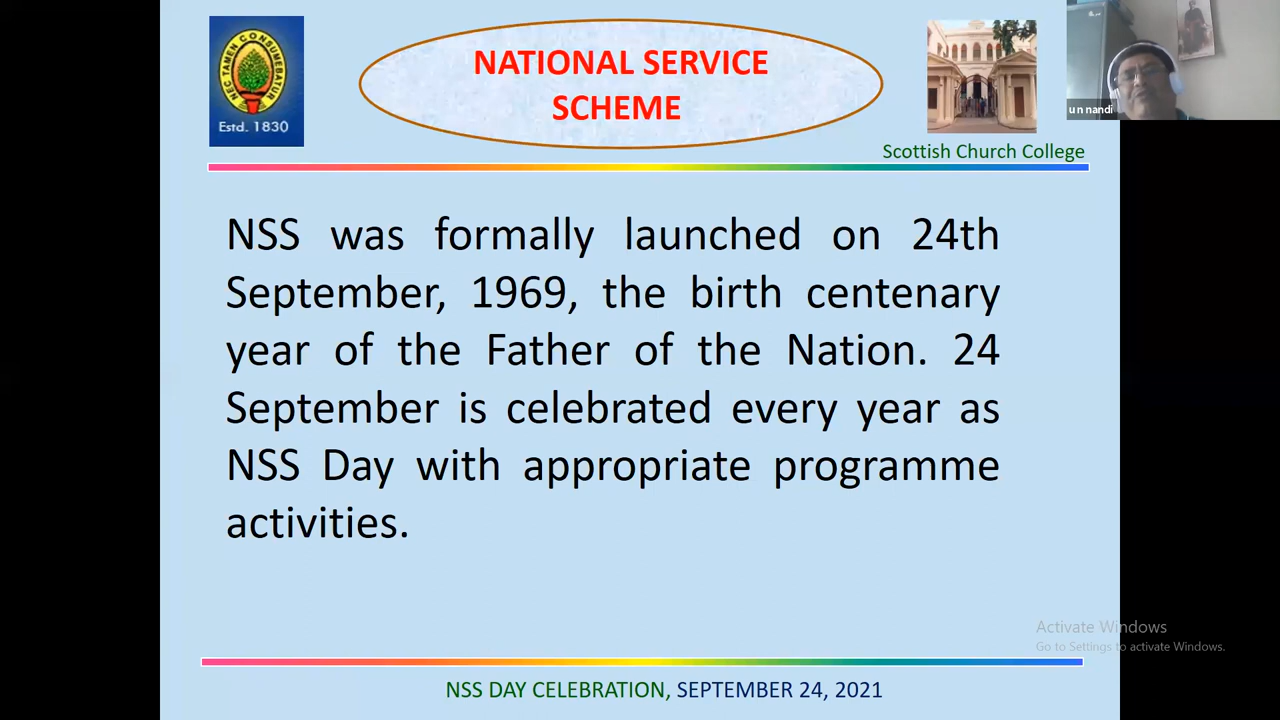 NEC TAMEN CONSUMEBATUR
Estd. 1830
NATIONAL SERVICE
SCHEME
u n nandi
Scottish Church College
NSS was formally launched on 24th
September, 1969, the birth centenary
year of the Father of the Nation. 24
September is celebrated every year as
NSS Day with appropriate programme
activities.
Activate Windows
Go to Settings to activate Windows.
NSS DAY CELEBRATION, SEPTEMBER 24, 2021